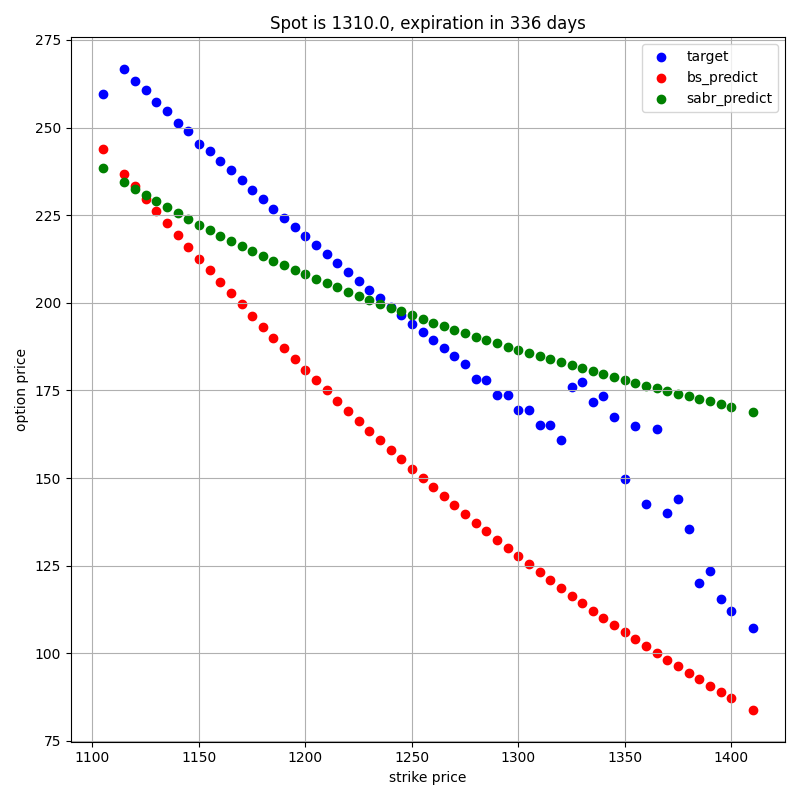 Spot is 1310.0, expiration in 336 days
target
bs_predict
sabr_predict
option price
275
250
225
200
175
150
125
100
75
1100
1150
1200
1250
1300
1350
1400
strike price